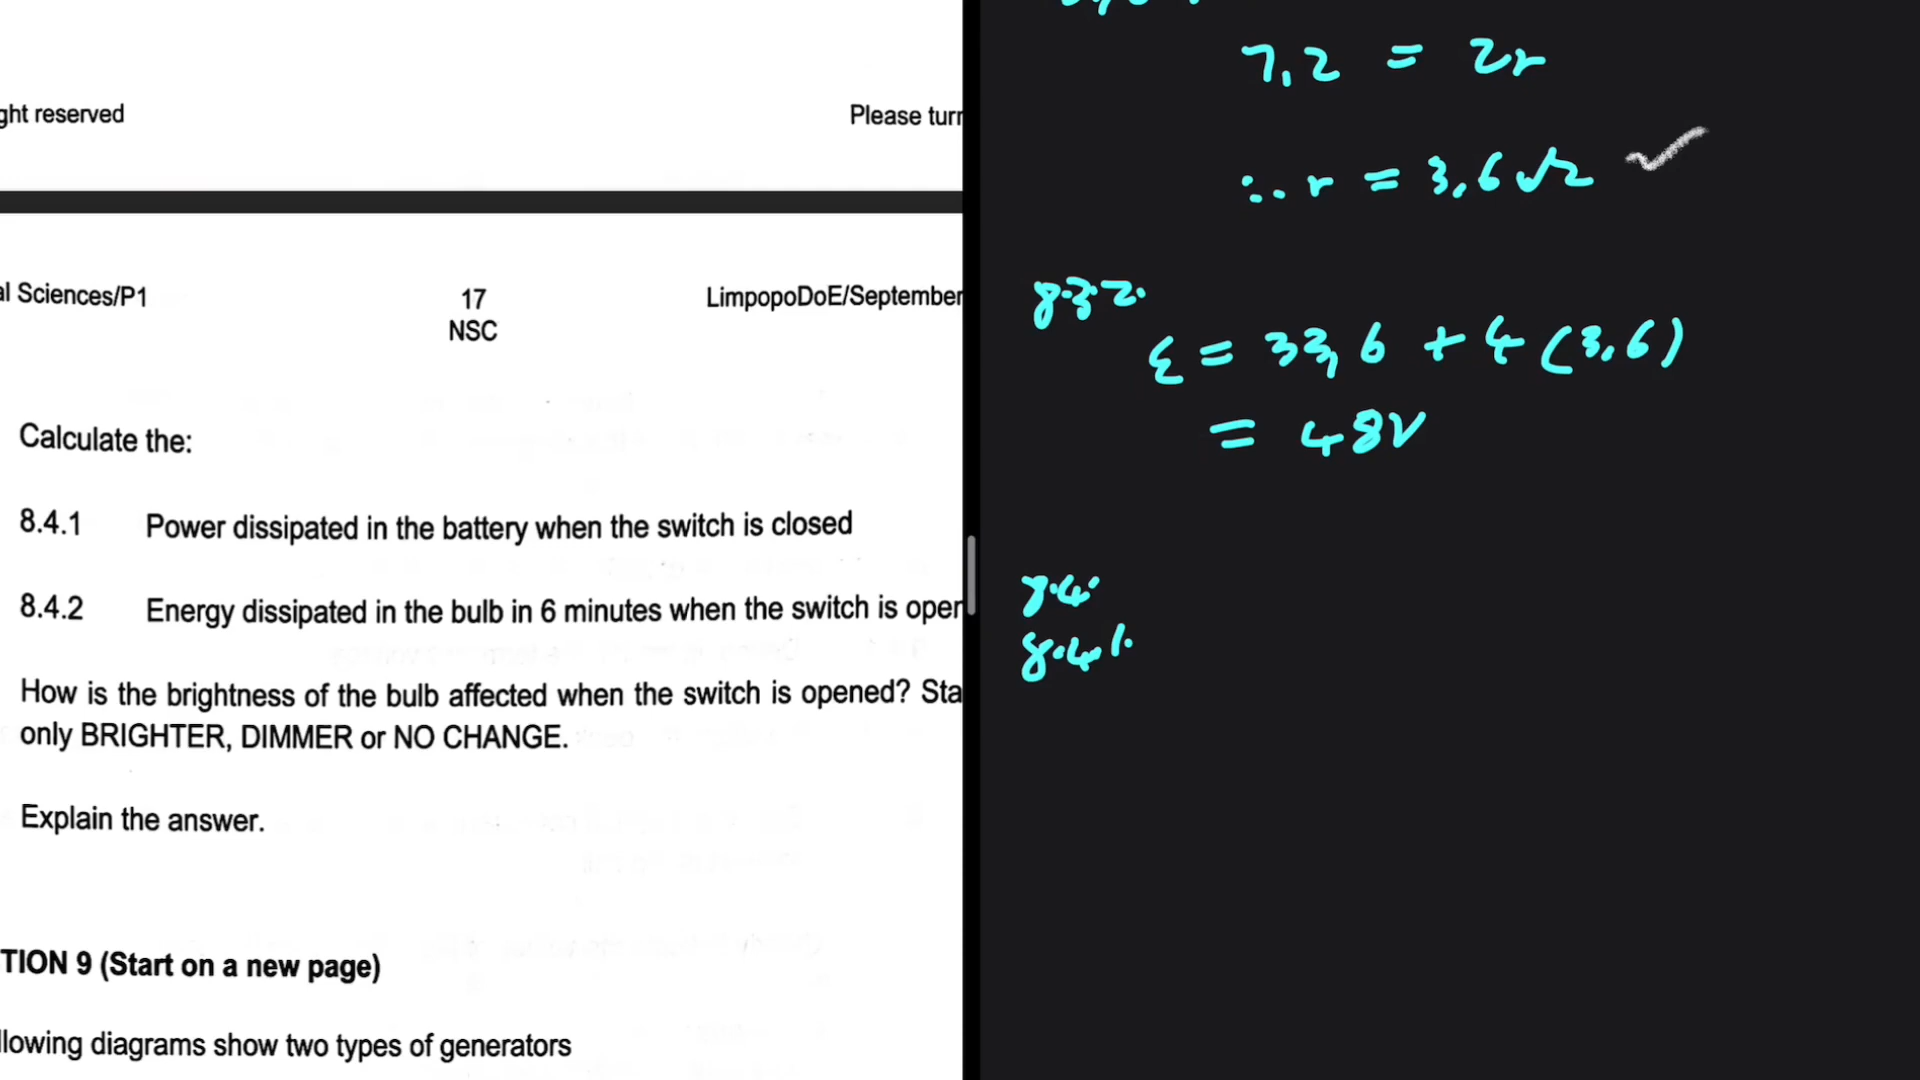 ght reserved
Please turn
al Sciences/P1
17
LimpopoDoE/September
NSC
Calculate the:
8.4.1 Power dissipated in the battery when the switch is closed
8.4.2 Energy dissipated in the bulb in 6 minutes when the switch is open
How is the brightness of the bulb affected when the switch is opened? Sta
only BRIGHTER, DIMMER or NO CHANGE.
Explain the answer.
TION 9 (Start on a new page)
llowing diagrams show two types of generators
7,2 = 2r
∴ r = 3,6 Ω ✓
8.3.2.
ε = 33,6 + 4 (3,6)
= 48V
8.4.
8.4.1.